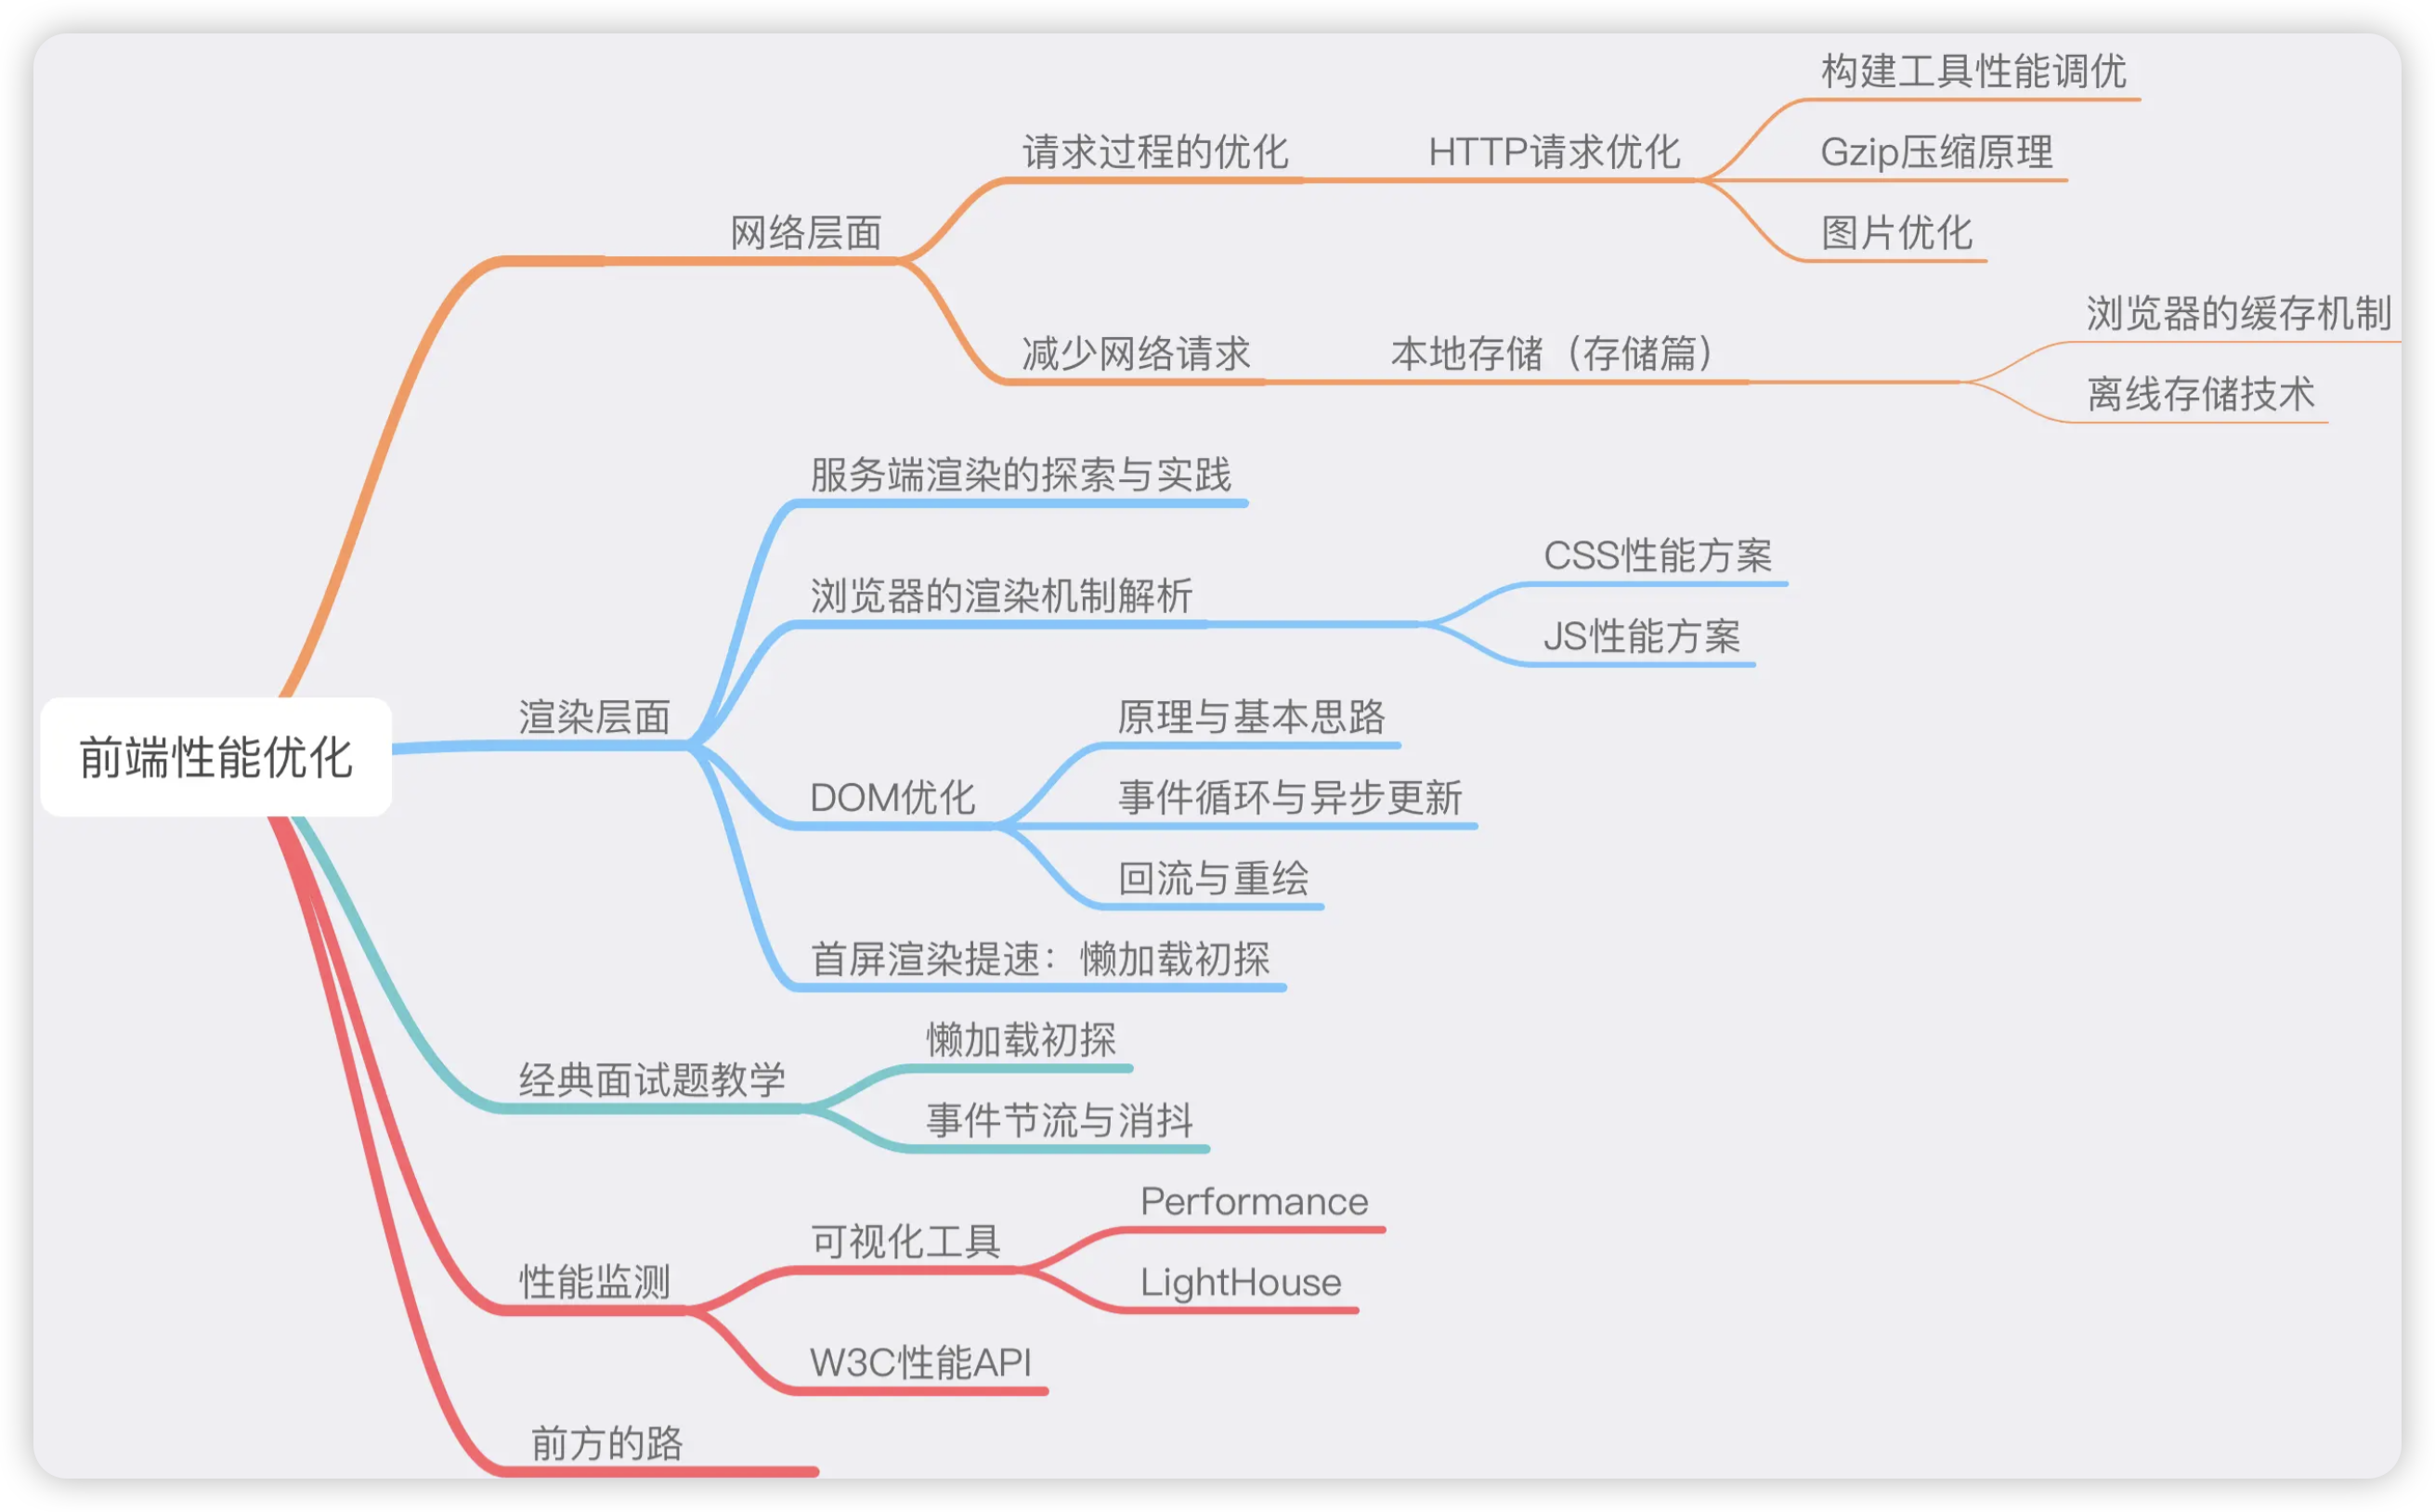 前端性能优化
网络层面
请求过程的优化
HTTP请求优化
构建工具性能调优
Gzip压缩原理
图片优化
减少网络请求
本地存储（存储篇）
浏览器的缓存机制
离线存储技术
渲染层面
服务端渲染的探索与实践
浏览器的渲染机制解析
CSS性能方案
JS性能方案
DOM优化
原理与基本思路
事件循环与异步更新
回流与重绘
首屏渲染提速：懒加载初探
经典面试题教学
懒加载初探
事件节流与消抖
性能监测
可视化工具
Performance
LightHouse
W3C性能API
前方的路